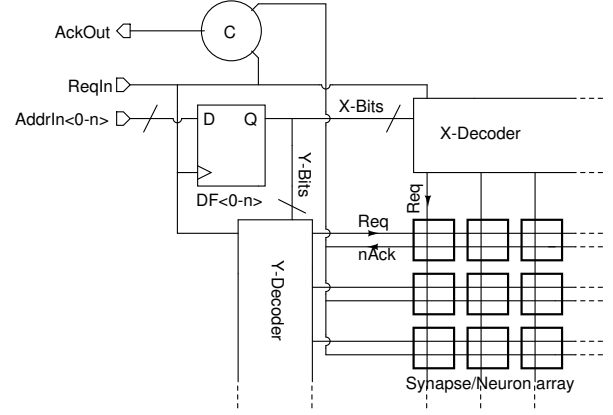 AckOut
C
ReqIn
AddrIn<0-n>
D Q
X-Bits
X-Decoder
DF<0-n>
Y-Bits
Req
Req
nAck
Y-Decoder
Synapse/Neuron array